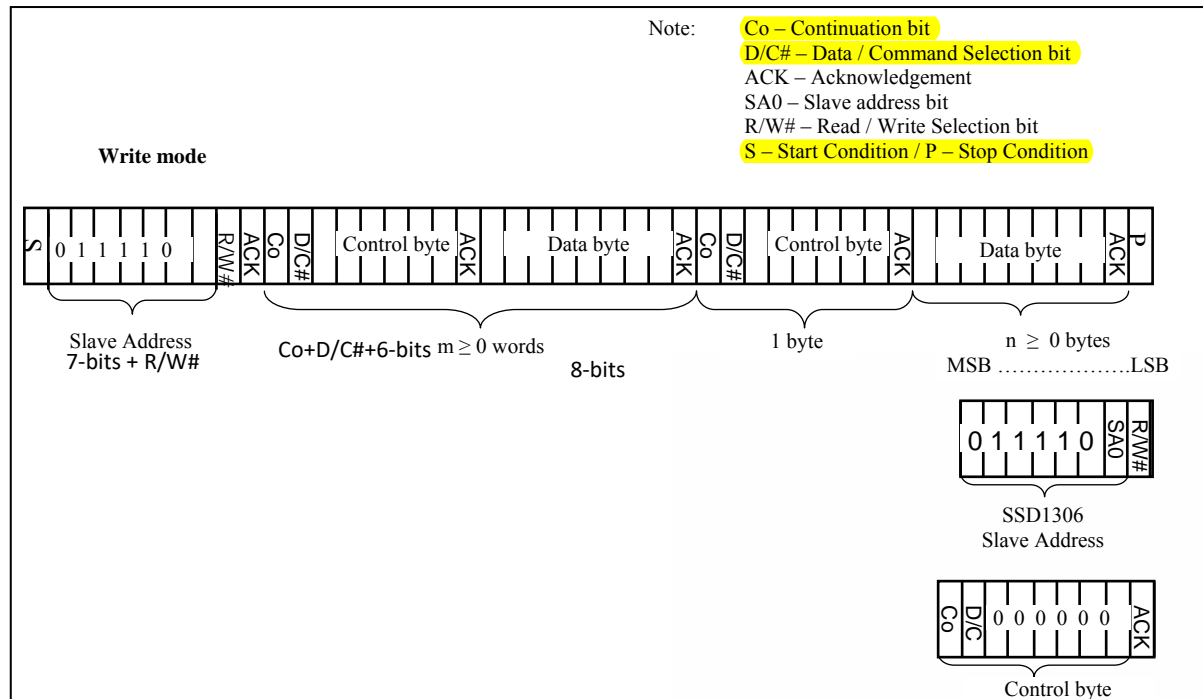 Note: Co – Continuation bit
D/C# – Data / Command Selection bit
ACK – Acknowledgement
SA0 – Slave address bit
R/W# – Read / Write Selection bit
S – Start Condition / P – Stop Condition
Write mode
S 0 1 1 1 1 0 R/W# ACK Co D/C# Control byte ACK Data byte ACK Co D/C# Control byte ACK Data byte ACK P
Slave Address
7-bits + R/W#
Co+D/C#+6-bits m ≥ 0 words
8-bits
1 byte
n ≥ 0 bytes
MSB ………………….LSB
0 1 1 1 1 0 SA0 R/W#
SSD1306
Slave Address
Co D/C 0 0 0 0 0 0 ACK
Control byte